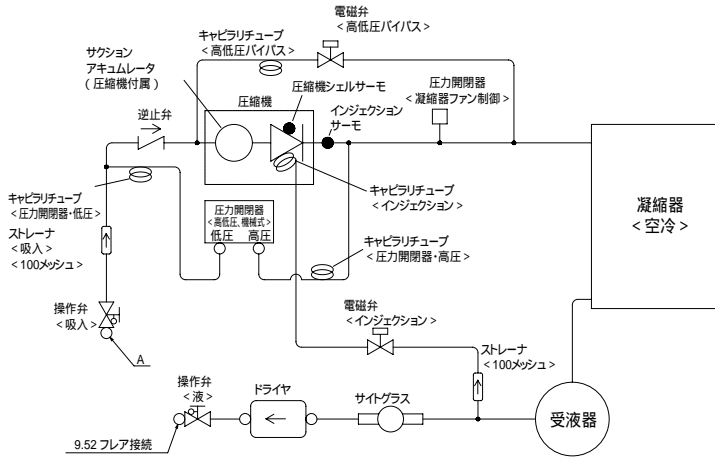 電磁弁
<高低圧バイパス>
キャピラリチューブ
<高低圧バイパス>
サクション
アキュムレータ
(圧縮機付属)
圧力開閉器
<凝縮器ファン制御>
圧縮機シェルサーモ
圧縮機
インジェクション
サーモ
逆止弁
キャピラリチューブ
<圧力開閉器・低圧>
キャピラリチューブ
<インジェクション>
凝縮器
<空冷>
圧力開閉器
<高低圧、機械式>
低圧 高圧
ストレーナ
<吸入>
<100メッシュ>
キャピラリチューブ
<圧力開閉器・高圧>
操作弁
<吸入>
電磁弁
<インジェクション>
A
ストレーナ
<100メッシュ>
操作弁
<液>
ドライヤ
サイトグラス
受液器
9.52 フレア接続